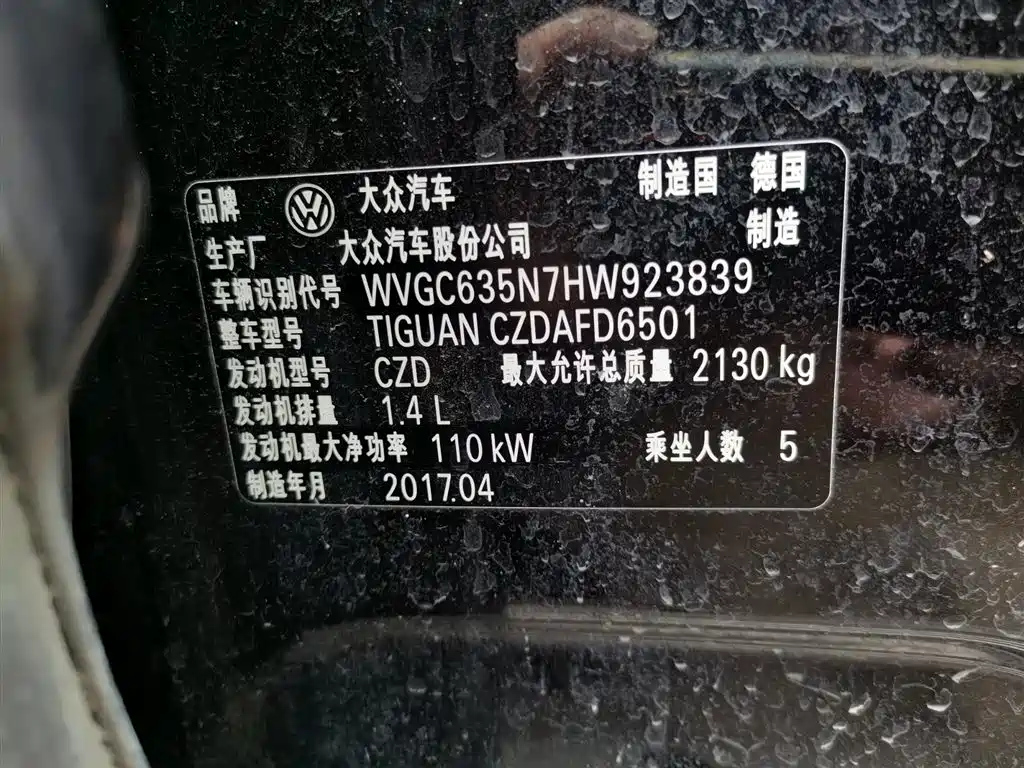 品牌 大众汽车 制造国 德国
制造
生产厂 大众汽车股份公司
车辆识别代号 WVGC635N7HW923839
整车型号 TIGUAN CZDAFD6501
发动机型号 CZD 最大允许总质量 2130 kg
发动机排量 1.4 L
发动机最大净功率 110 kW 乘坐人数 5
制造年月 2017.04